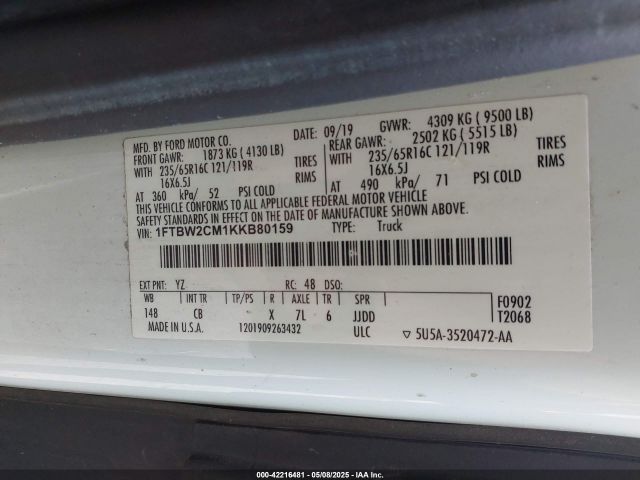 MFD. BY FORD MOTOR CO. DATE: 09/19 GVWR: 4309 KG ( 9500 LB)
FRONT GAWR: 1873 KG ( 4130 LB) REAR GAWR: 2502 KG ( 5515 LB)
WITH 235/65R16C 121/119R TIRES WITH 235/65R16C 121/119R TIRES
16X6.5J RIMS 16X6.5J RIMS
AT 360 kPa/ 52 PSI COLD AT 490 kPa/ 71 PSI COLD
THIS VEHICLE CONFORMS TO ALL APPLICABLE FEDERAL MOTOR VEHICLE
SAFETY STANDARDS IN EFFECT ON THE DATE OF MANUFACTURE SHOWN ABOVE.
VIN: 1FTBW2CM1KKB80159 TYPE: Truck
EXT PNT: YZ RC: 48 DSO:
WB INT TR TP/PS R AXLE TR SPR F0902
148 CB - X 7L 6 JJDD T2068
MADE IN U.S.A. 1201909263432 ULC ▽ 5U5A-3520472-AA
000-42216481 - 05/08/2025 - IAAI.COM